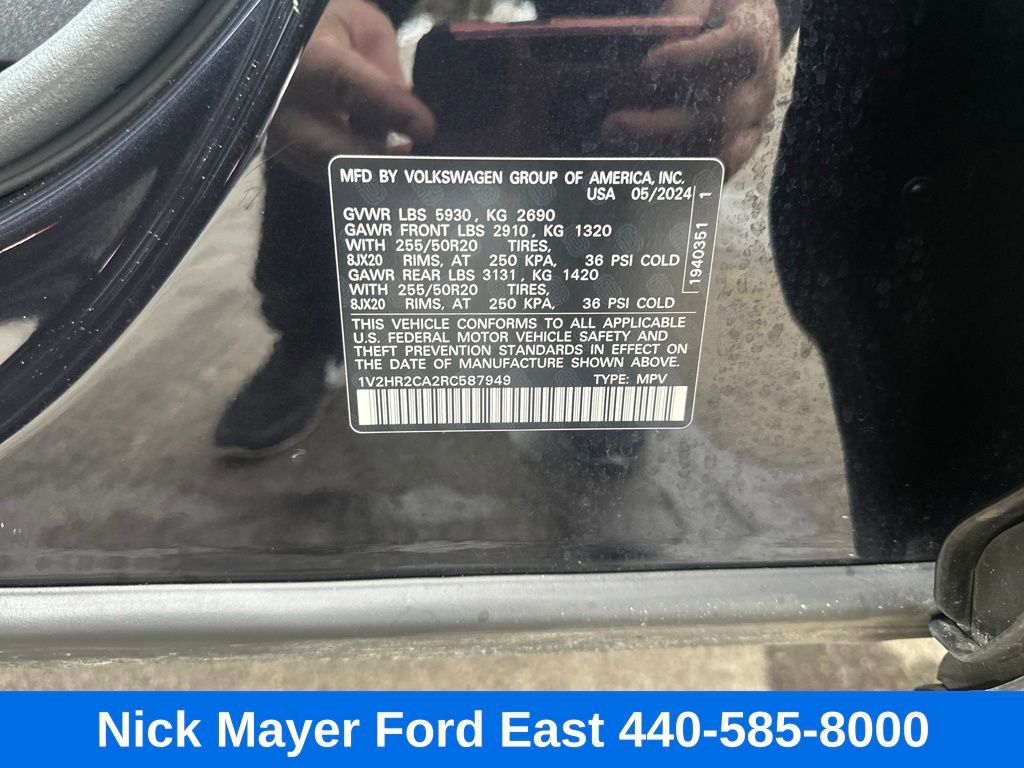 MFD BY VOLKSWAGEN GROUP OF AMERICA, INC.
USA 05/2024
GVWR LBS 5930, KG 2690
GAWR FRONT LBS 2910, KG 1320
WITH 255/50R20 TIRES,
8JX20 RIMS, AT 250 KPA, 36 PSI COLD
GAWR REAR LBS 3131, KG 1420
WITH 255/50R20 TIRES,
8JX20 RIMS, AT 250 KPA, 36 PSI COLD
1940351 1
THIS VEHICLE CONFORMS TO ALL APPLICABLE
U.S. FEDERAL MOTOR VEHICLE SAFETY AND
THEFT PREVENTION STANDARDS IN EFFECT ON
THE DATE OF MANUFACTURE SHOWN ABOVE.
1V2HR2CA2RC587949 TYPE: MPV
Nick Mayer Ford East 440-585-8000